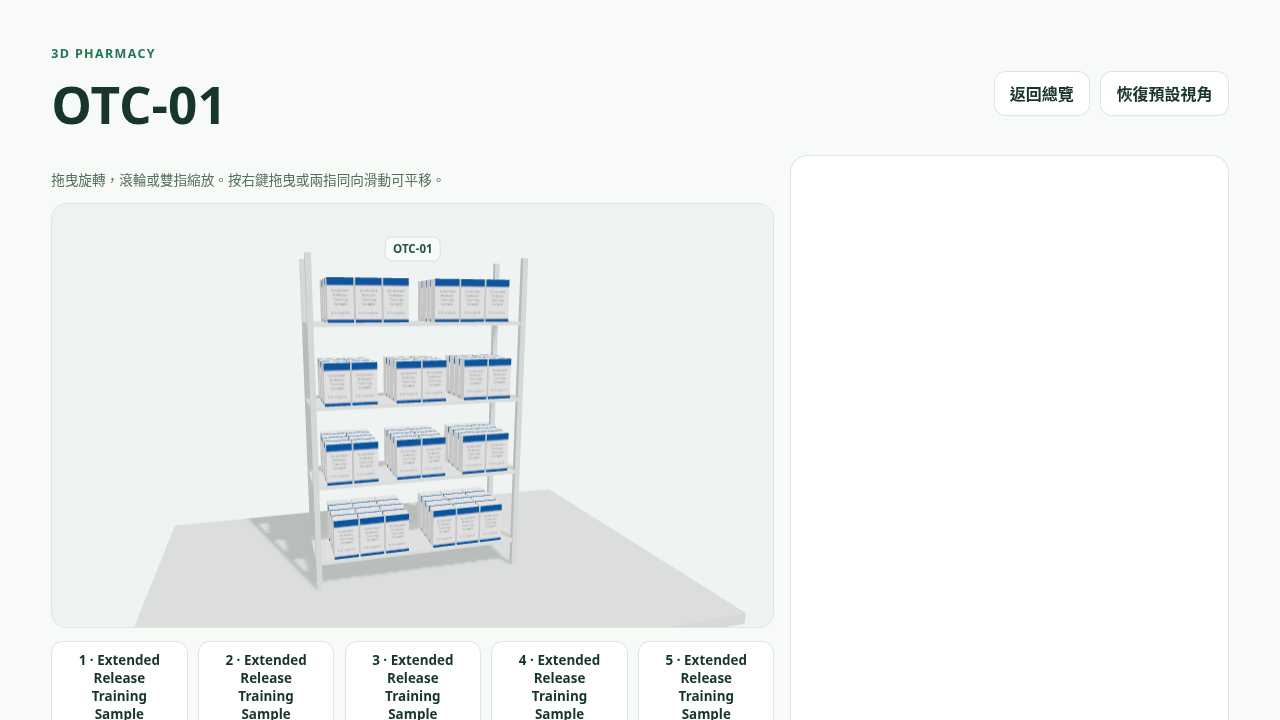 3D PHARMACY
OTC-01
返回總覽
恢復預設視角
拖曳旋轉，滾輪或雙指縮放。按右鍵拖曳或兩指同向滑動可平移。
OTC-01
1 · Extended
Release
Training
Sample
2 · Extended
Release
Training
Sample
3 · Extended
Release
Training
Sample
4 · Extended
Release
Training
Sample
5 · Extended
Release
Training
Sample